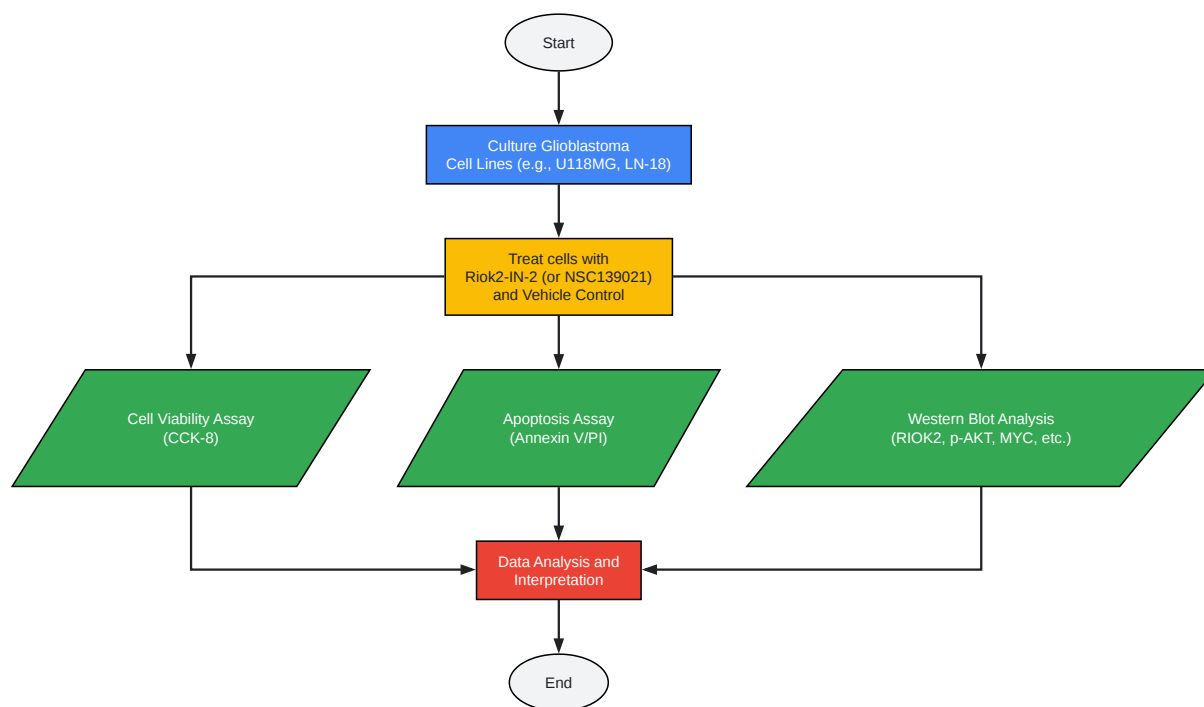 Start
Culture Glioblastoma
Cell Lines (e.g., U118MG, LN-18)
Treat cells with
Riok2-IN-2 (or NSC139021)
and Vehicle Control
Cell Viability Assay
(CCK-8)
Apoptosis Assay
(Annexin V/PI)
Western Blot Analysis
(RIOK2, p-AKT, MYC, etc.)
Data Analysis and
Interpretation
End